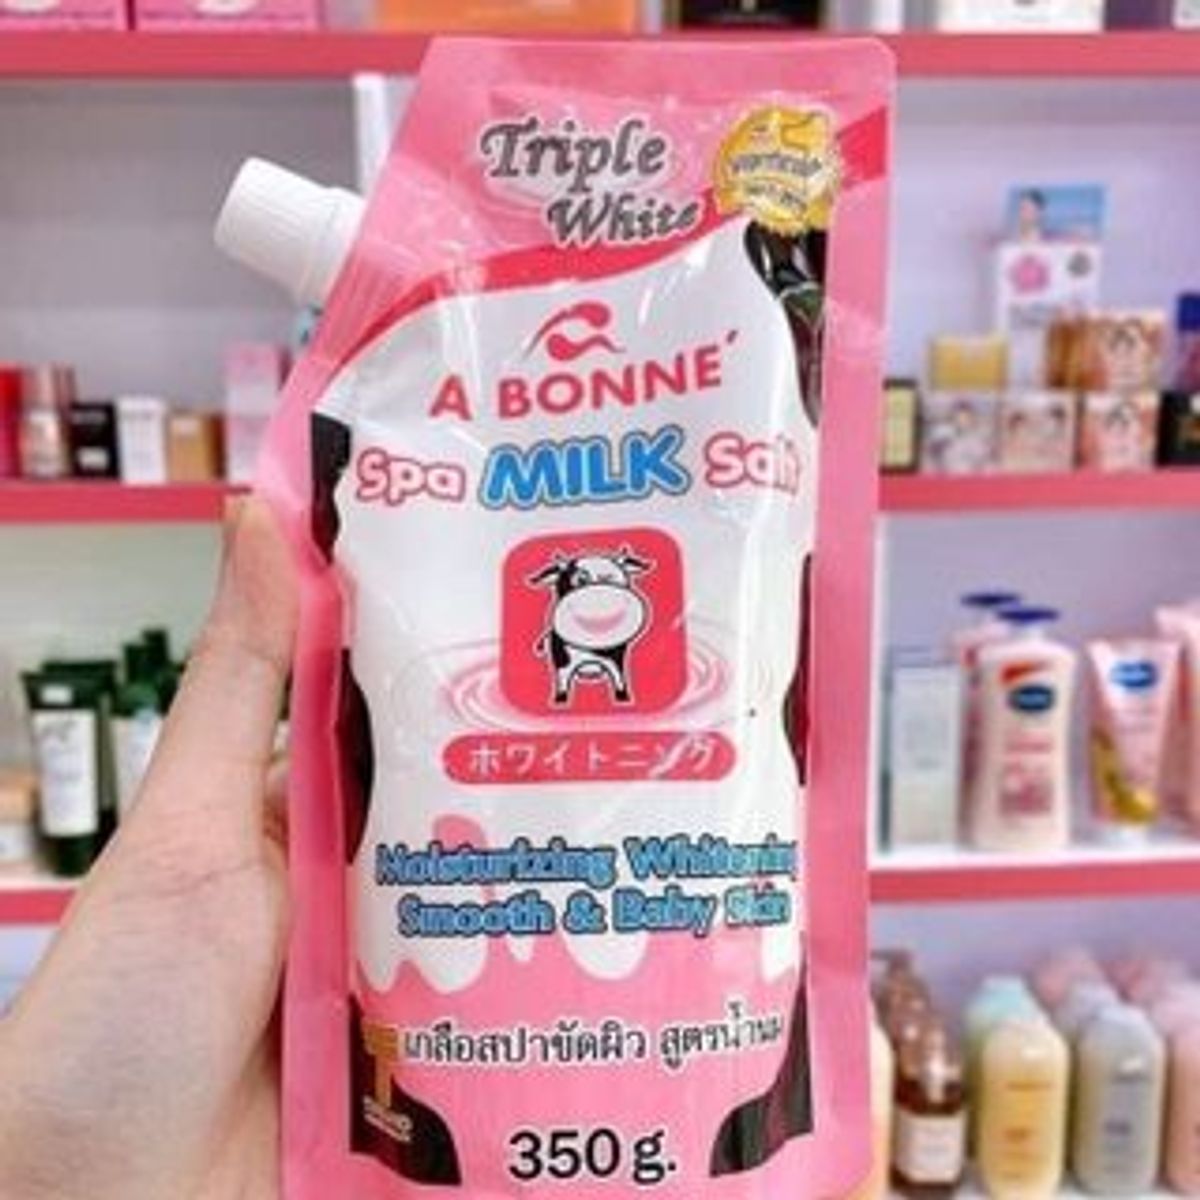 Triple
White
A BONNE´
Spa MILK Salt
ホワイトニング
Moisturizing Whitening
Smooth & Baby Skin
เกลือสปาขัดผิว สูตรน้ำนม
350 g.